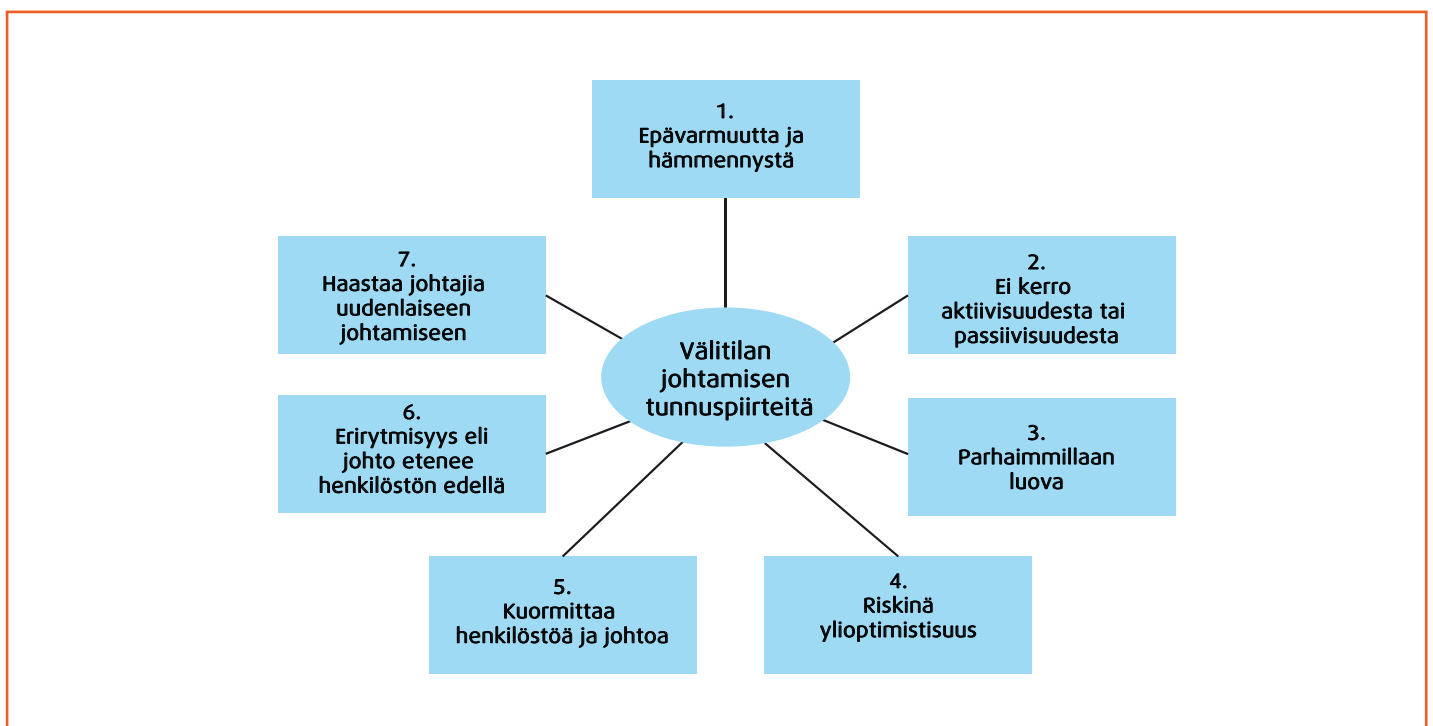 1.
Epävarmuutta ja
hämmennystä
2.
Ei kerro
aktiivisuudesta tai
passiivisuudesta
3.
Parhaimmillaan
luova
4.
Riskinä
ylioptimistisuus
5.
Kuormittaa
henkilöstöä ja johtoa
6.
Erirytmisyys eli
johto etenee
henkilöstön edellä
7.
Haastaa johtajia
uudenlaiseen
johtamiseen
Välitilan
johtamisen
tunnuspiirteitä